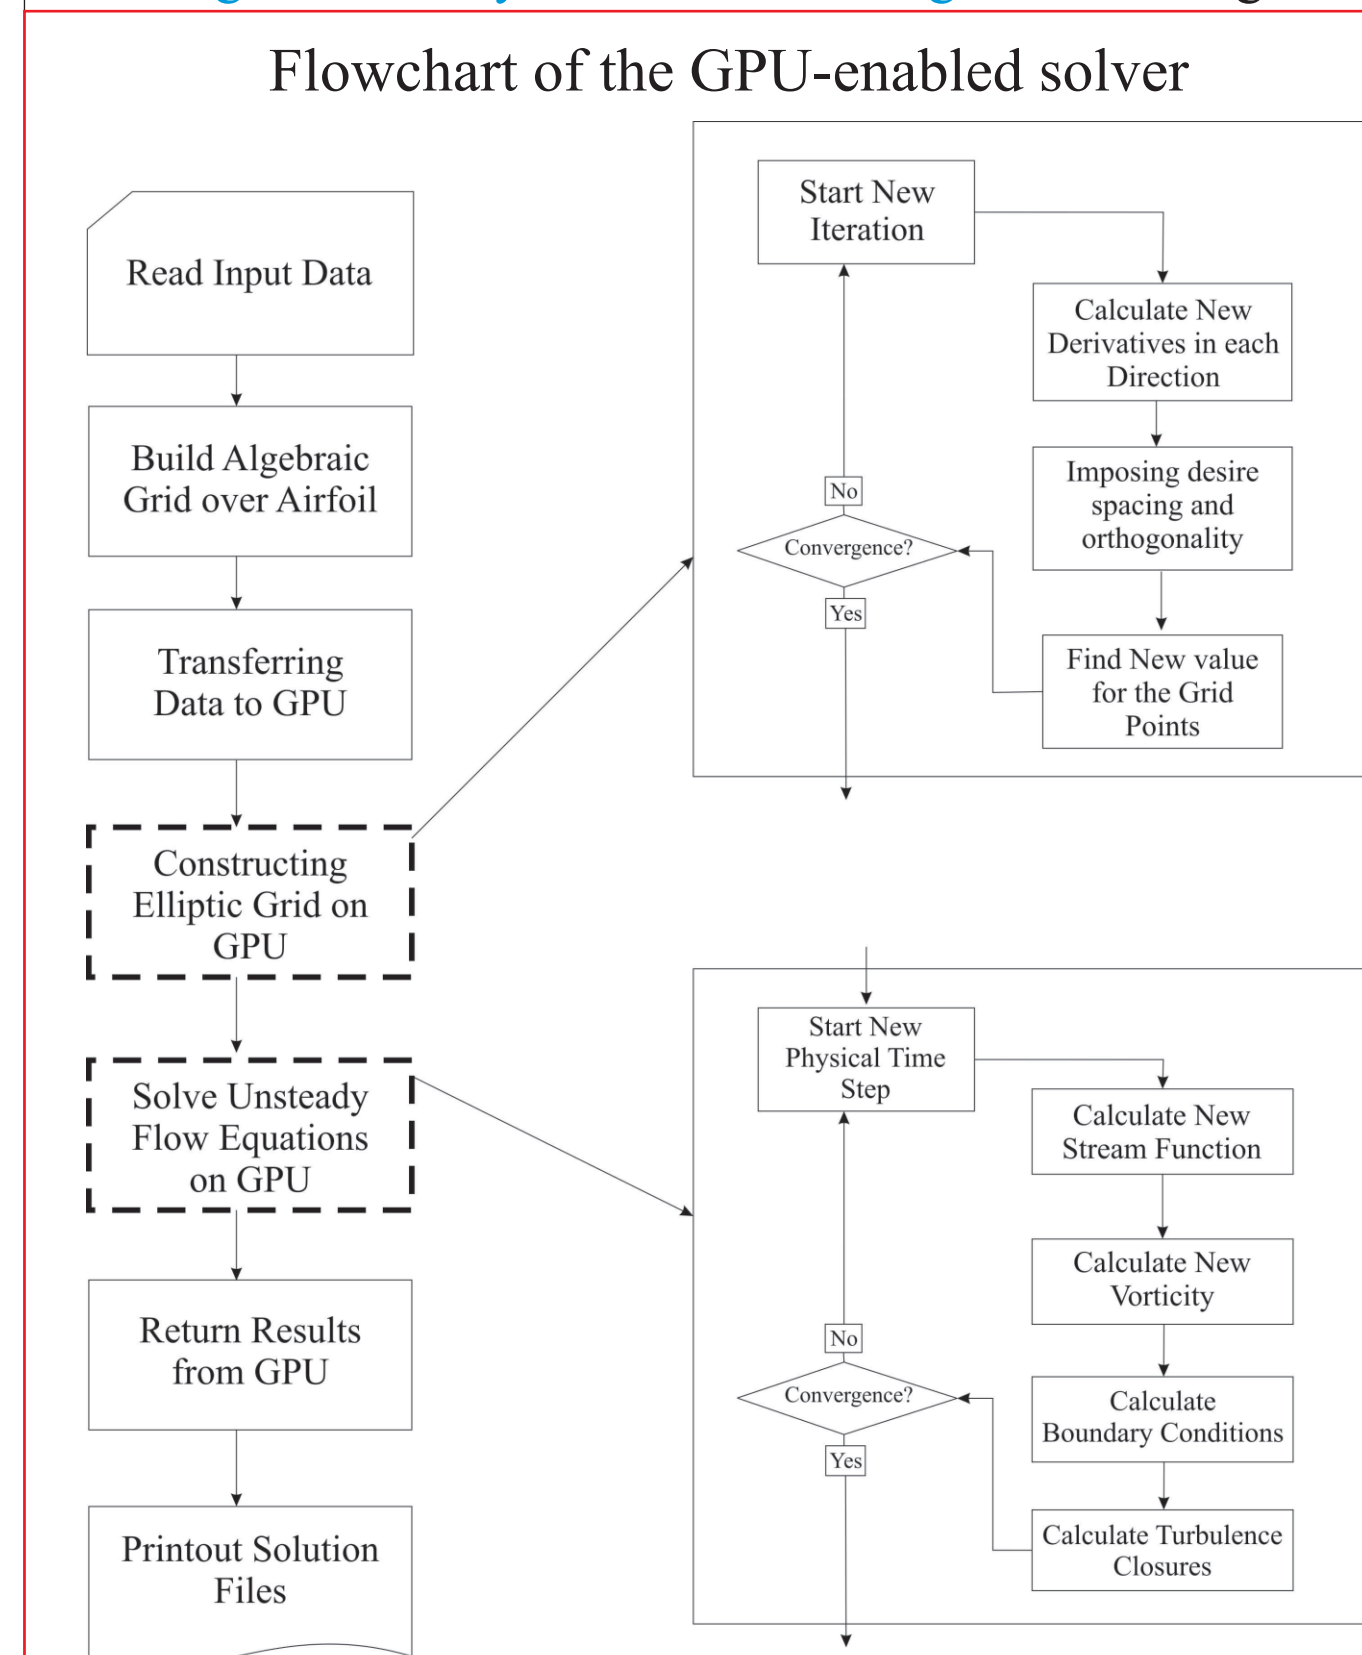 Flowchart of the GPU-enabled solver
Read Input Data
Build Algebraic
Grid over Airfoil
Transferring
Data to GPU
Constructing
Elliptic Grid on
GPU
Solve Unsteady
Flow Equations
on GPU
Return Results
from GPU
Printout Solution
Files
Start New
Iteration
Calculate New
Derivatives in each
Direction
Imposing desire
spacing and
orthogonality
Find New value
for the Grid
Points
Convergence?
No
Yes
Start New
Physical Time
Step
Calculate New
Stream Function
Calculate New
Vorticity
Calculate
Boundary Conditions
Calculate Turbulence
Closures
Convergence?
No
Yes